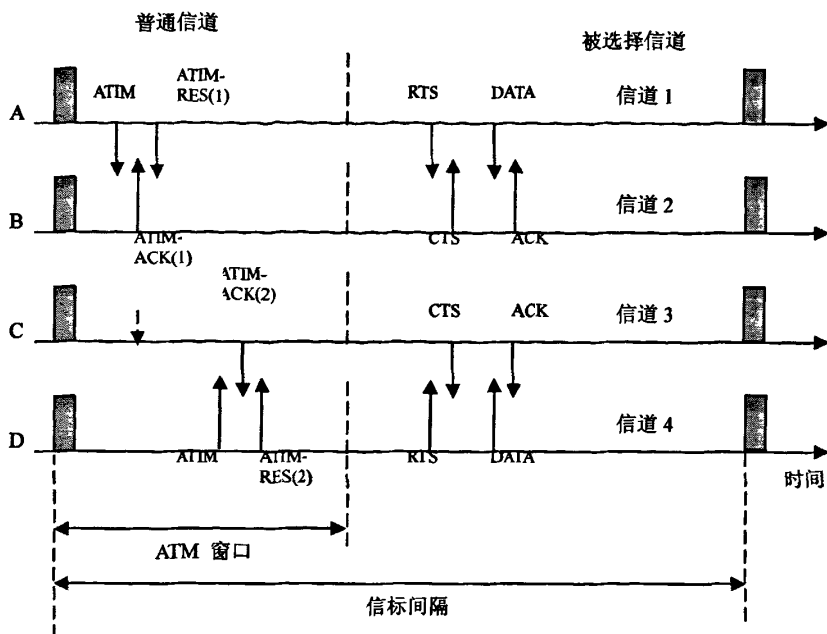 普通信道
被选择信道
ATIM
ATIM-
RES(1)
RTS
DATA
信道 1
A
信道 2
B
ATIM-
ACK(1)
CTS
ACK
ATIM-
ACK(2)
CTS
ACK
信道 3
C
信道 4
D
ATIM
ATIM-
RES(2)
RTS
DATA
时间
ATM 窗口
信标间隔